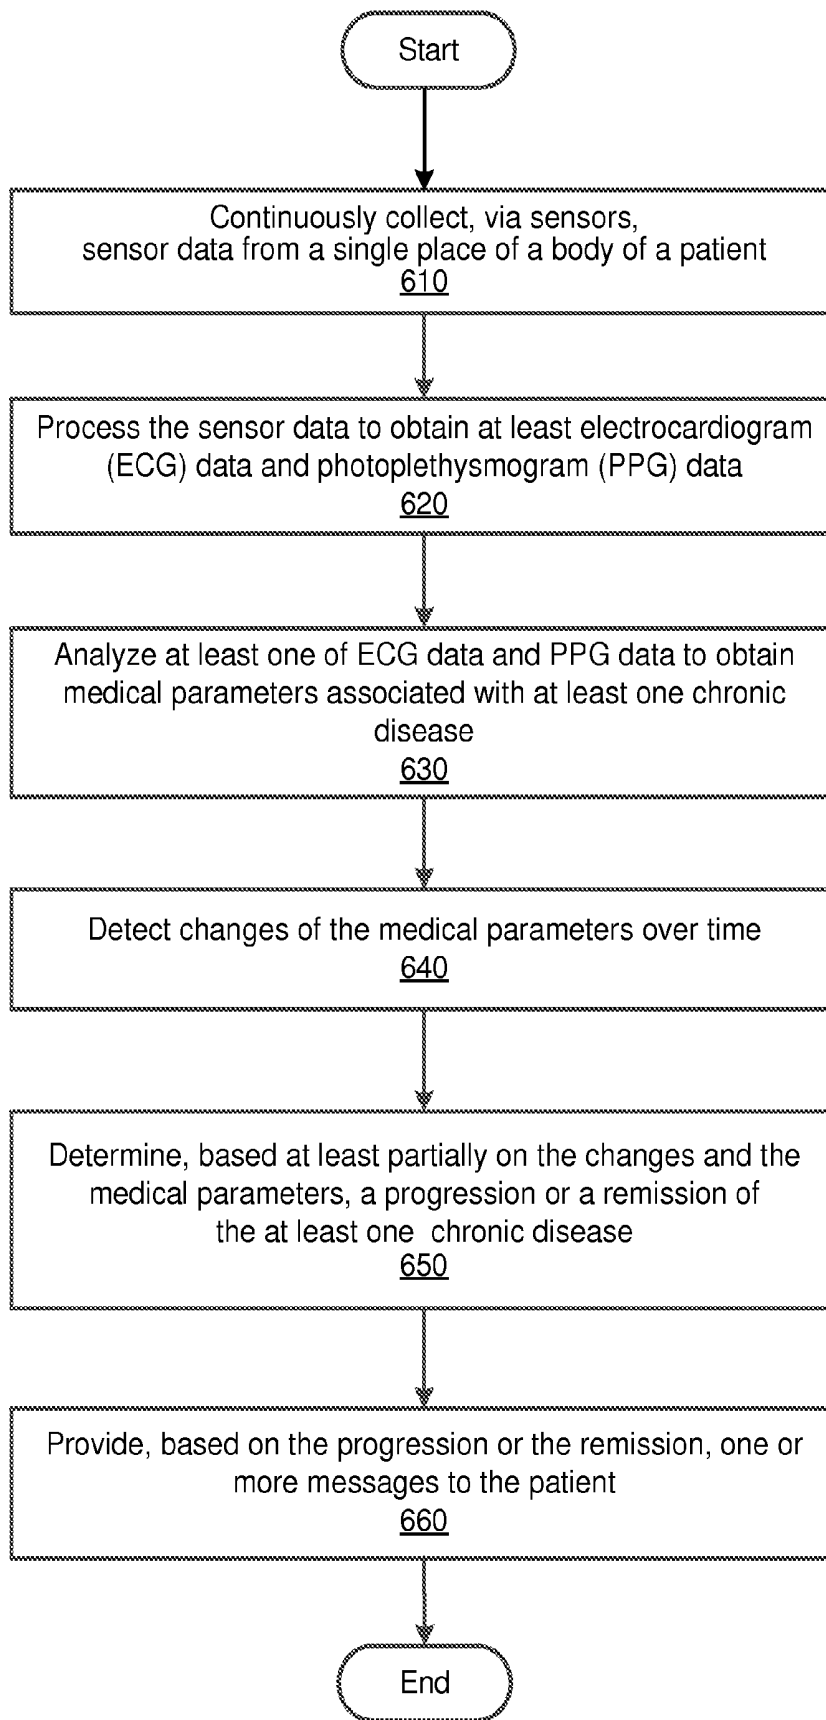 Start
Continuously collect, via sensors,
sensor data from a single place of a body of a patient
610
Process the sensor data to obtain at least electrocardiogram
(ECG) data and photoplethysmogram (PPG) data
620
Analyze at least one of ECG data and PPG data to obtain
medical parameters associated with at least one chronic
disease
630
Detect changes of the medical parameters over time
640
Determine, based at least partially on the changes and the
medical parameters, a progression or a remission of
the at least one chronic disease
650
Provide, based on the progression or the remission, one or
more messages to the patient
660
End